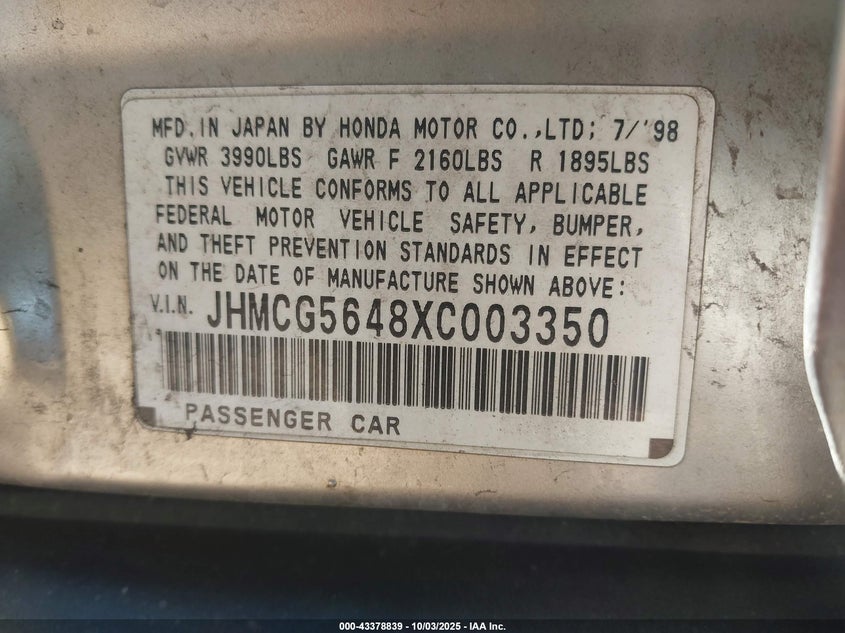 MFD. IN JAPAN BY HONDA MOTOR CO.,LTD; 7/'98
GVWR 3990LBS GAWR F 2160LBS R 1895LBS
THIS VEHICLE CONFORMS TO ALL APPLICABLE
FEDERAL MOTOR VEHICLE SAFETY, BUMPER,
AND THEFT PREVENTION STANDARDS IN EFFECT
ON THE DATE OF MANUFACTURE SHOWN ABOVE:
V.I.N. JHMCG5648XC003350
PASSENGER CAR
000-43378839 - 10/03/2025 - IAA Inc.